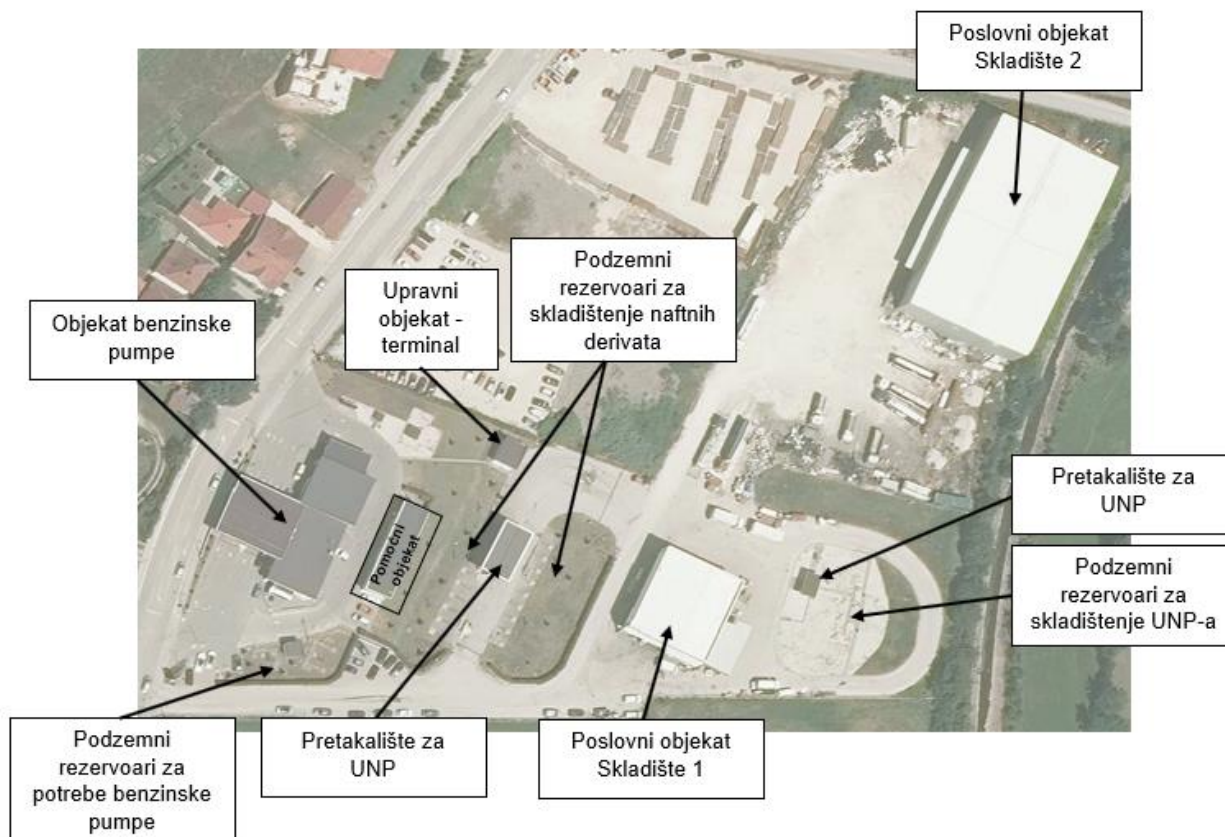 Poslovni objekat
Skladište 2
Podzemni
rezervoari za
skladištenje naftnih
derivata
Upravni
objekat -
terminal
Objekat benzinske
pumpe
Pretakalište za
UNP
Pomoćni
objekat
Podzemni
rezervoari za
skladištenje UNP-a
Podzemni
rezervoari za
potrebe benzinske
pumpe
Pretakalište za
UNP
Poslovni objekat
Skladište 1